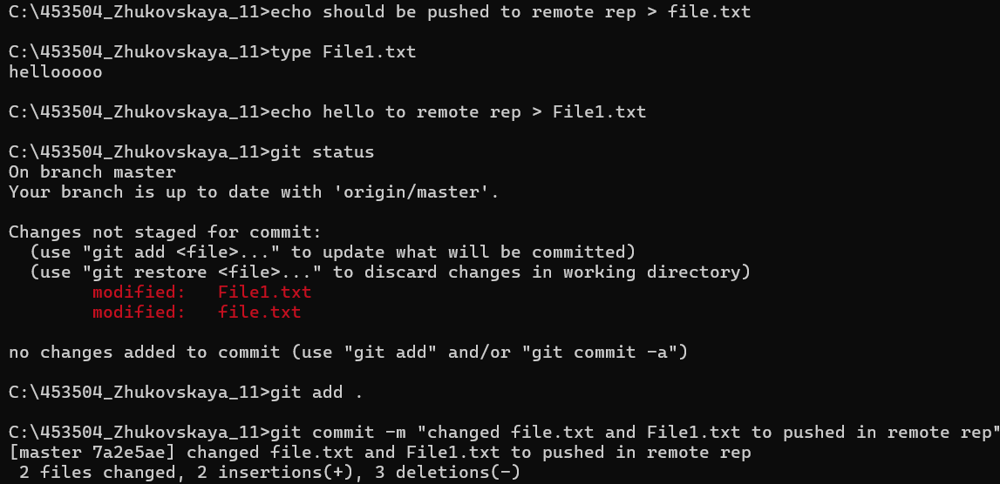 C:\453504_Zhukovskaya_11>echo should be pushed to remote rep > file.txt
C:\453504_Zhukovskaya_11>type File1.txt
hellooooo
C:\453504_Zhukovskaya_11>echo hello to remote rep > File1.txt
C:\453504_Zhukovskaya_11>git status
On branch master
Your branch is up to date with 'origin/master'.
Changes not staged for commit:
  (use "git add <file>..." to update what will be committed)
  (use "git restore <file>..." to discard changes in working directory)
        modified:   File1.txt
        modified:   file.txt
no changes added to commit (use "git add" and/or "git commit -a")
C:\453504_Zhukovskaya_11>git add .
C:\453504_Zhukovskaya_11>git commit -m "changed file.txt and File1.txt to pushed in remote rep"
[master 7a2e5ae] changed file.txt and File1.txt to pushed in remote rep
 2 files changed, 2 insertions(+), 3 deletions(-)